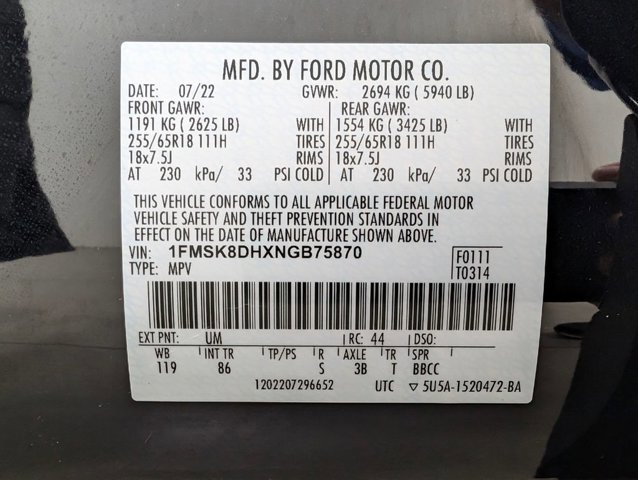 MFD. BY FORD MOTOR CO.
DATE: 07/22 GVWR: 2694 KG ( 5940 LB)
FRONT GAWR: REAR GAWR:
1191 KG ( 2625 LB) WITH 1554 KG ( 3425 LB) WITH
255/65R18 111H TIRES 255/65R18 111H TIRES
18x7.5J RIMS 18x7.5J RIMS
AT 230 kPa/ 33 PSI COLD AT 230 kPa/ 33 PSI COLD
THIS VEHICLE CONFORMS TO ALL APPLICABLE FEDERAL MOTOR
VEHICLE SAFETY AND THEFT PREVENTION STANDARDS IN
EFFECT ON THE DATE OF MANUFACTURE SHOWN ABOVE.
VIN: 1FMSK8DHXNGB75870 F0111
TYPE: MPV T0314
EXT PNT: UM RC: 44 DSO:
WB INT TR TP/PS R AXLE TR SPR
119 86 S 3B T BBCC
1202207296652 UTC ▽ 5U5A-1520472-BA